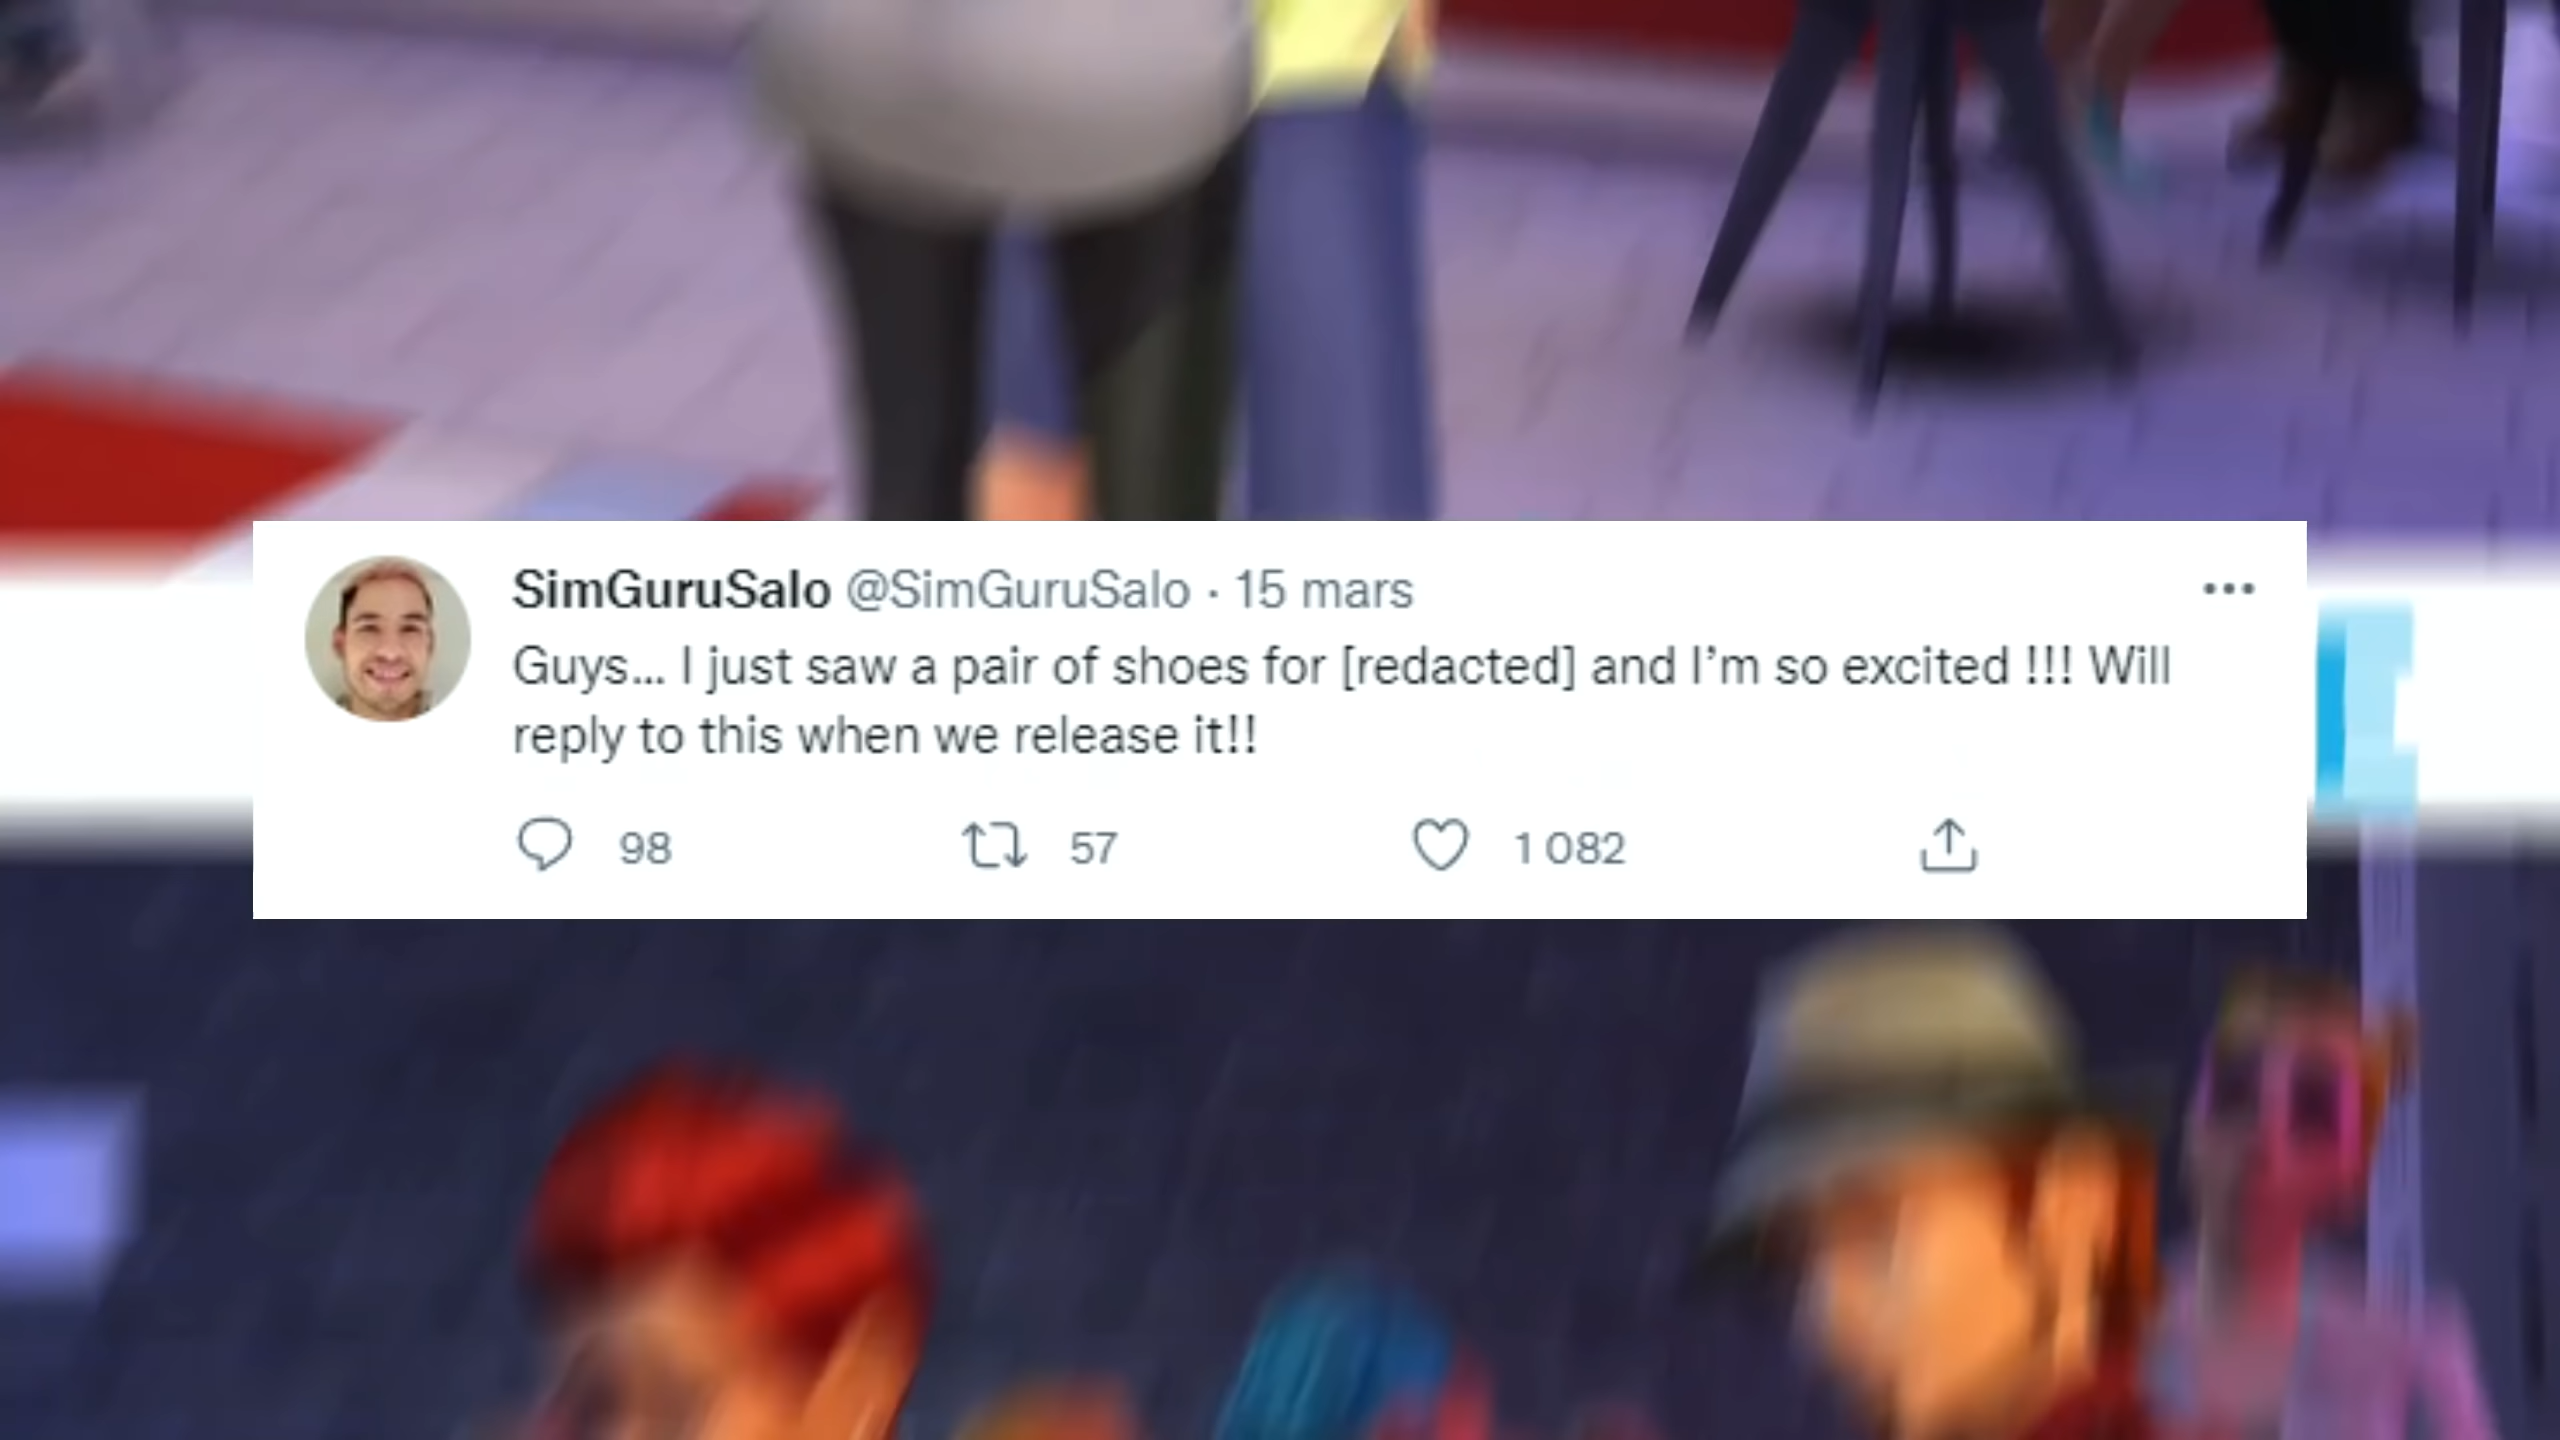 SimGuruSalo @SimGuruSalo · 15 mars
Guys... I just saw a pair of shoes for [redacted] and I’m so excited !!! Will
reply to this when we release it!!
98 57 1 082